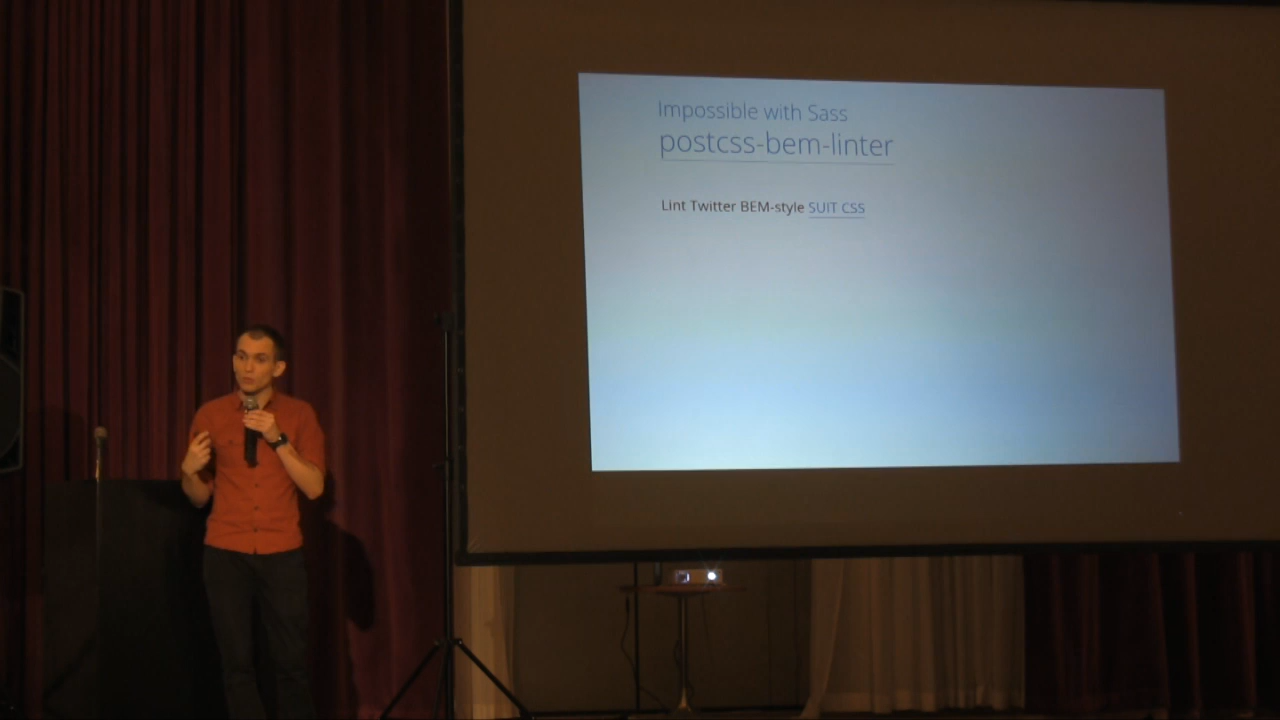 Impossible with Sass
postcss-bem-linter
Lint Twitter BEM-style SUIT CSS